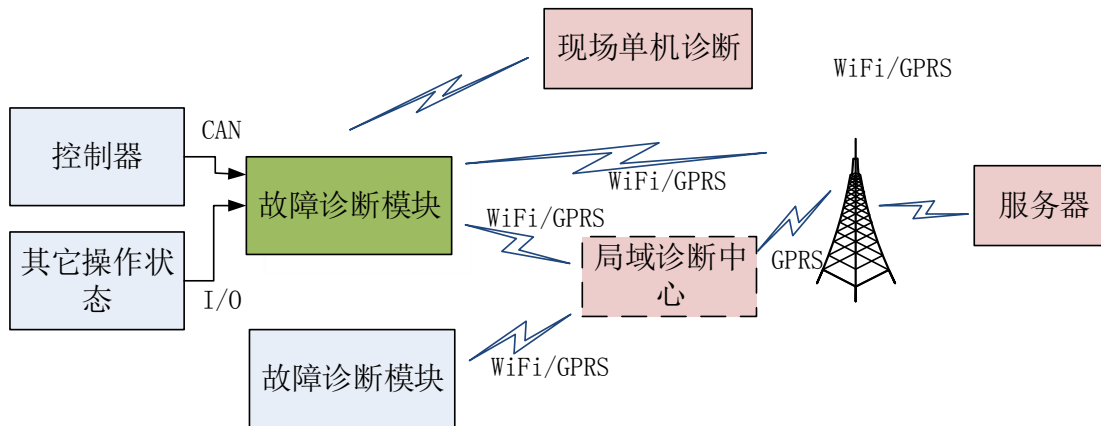 现场单机诊断
WiFi/GPRS
CAN
控制器
故障诊断模块
WiFi/GPRS
服务器
WiFi/GPRS
其它操作状
态
I/O
局域诊断中
心
GPRS
故障诊断模块
WiFi/GPRS